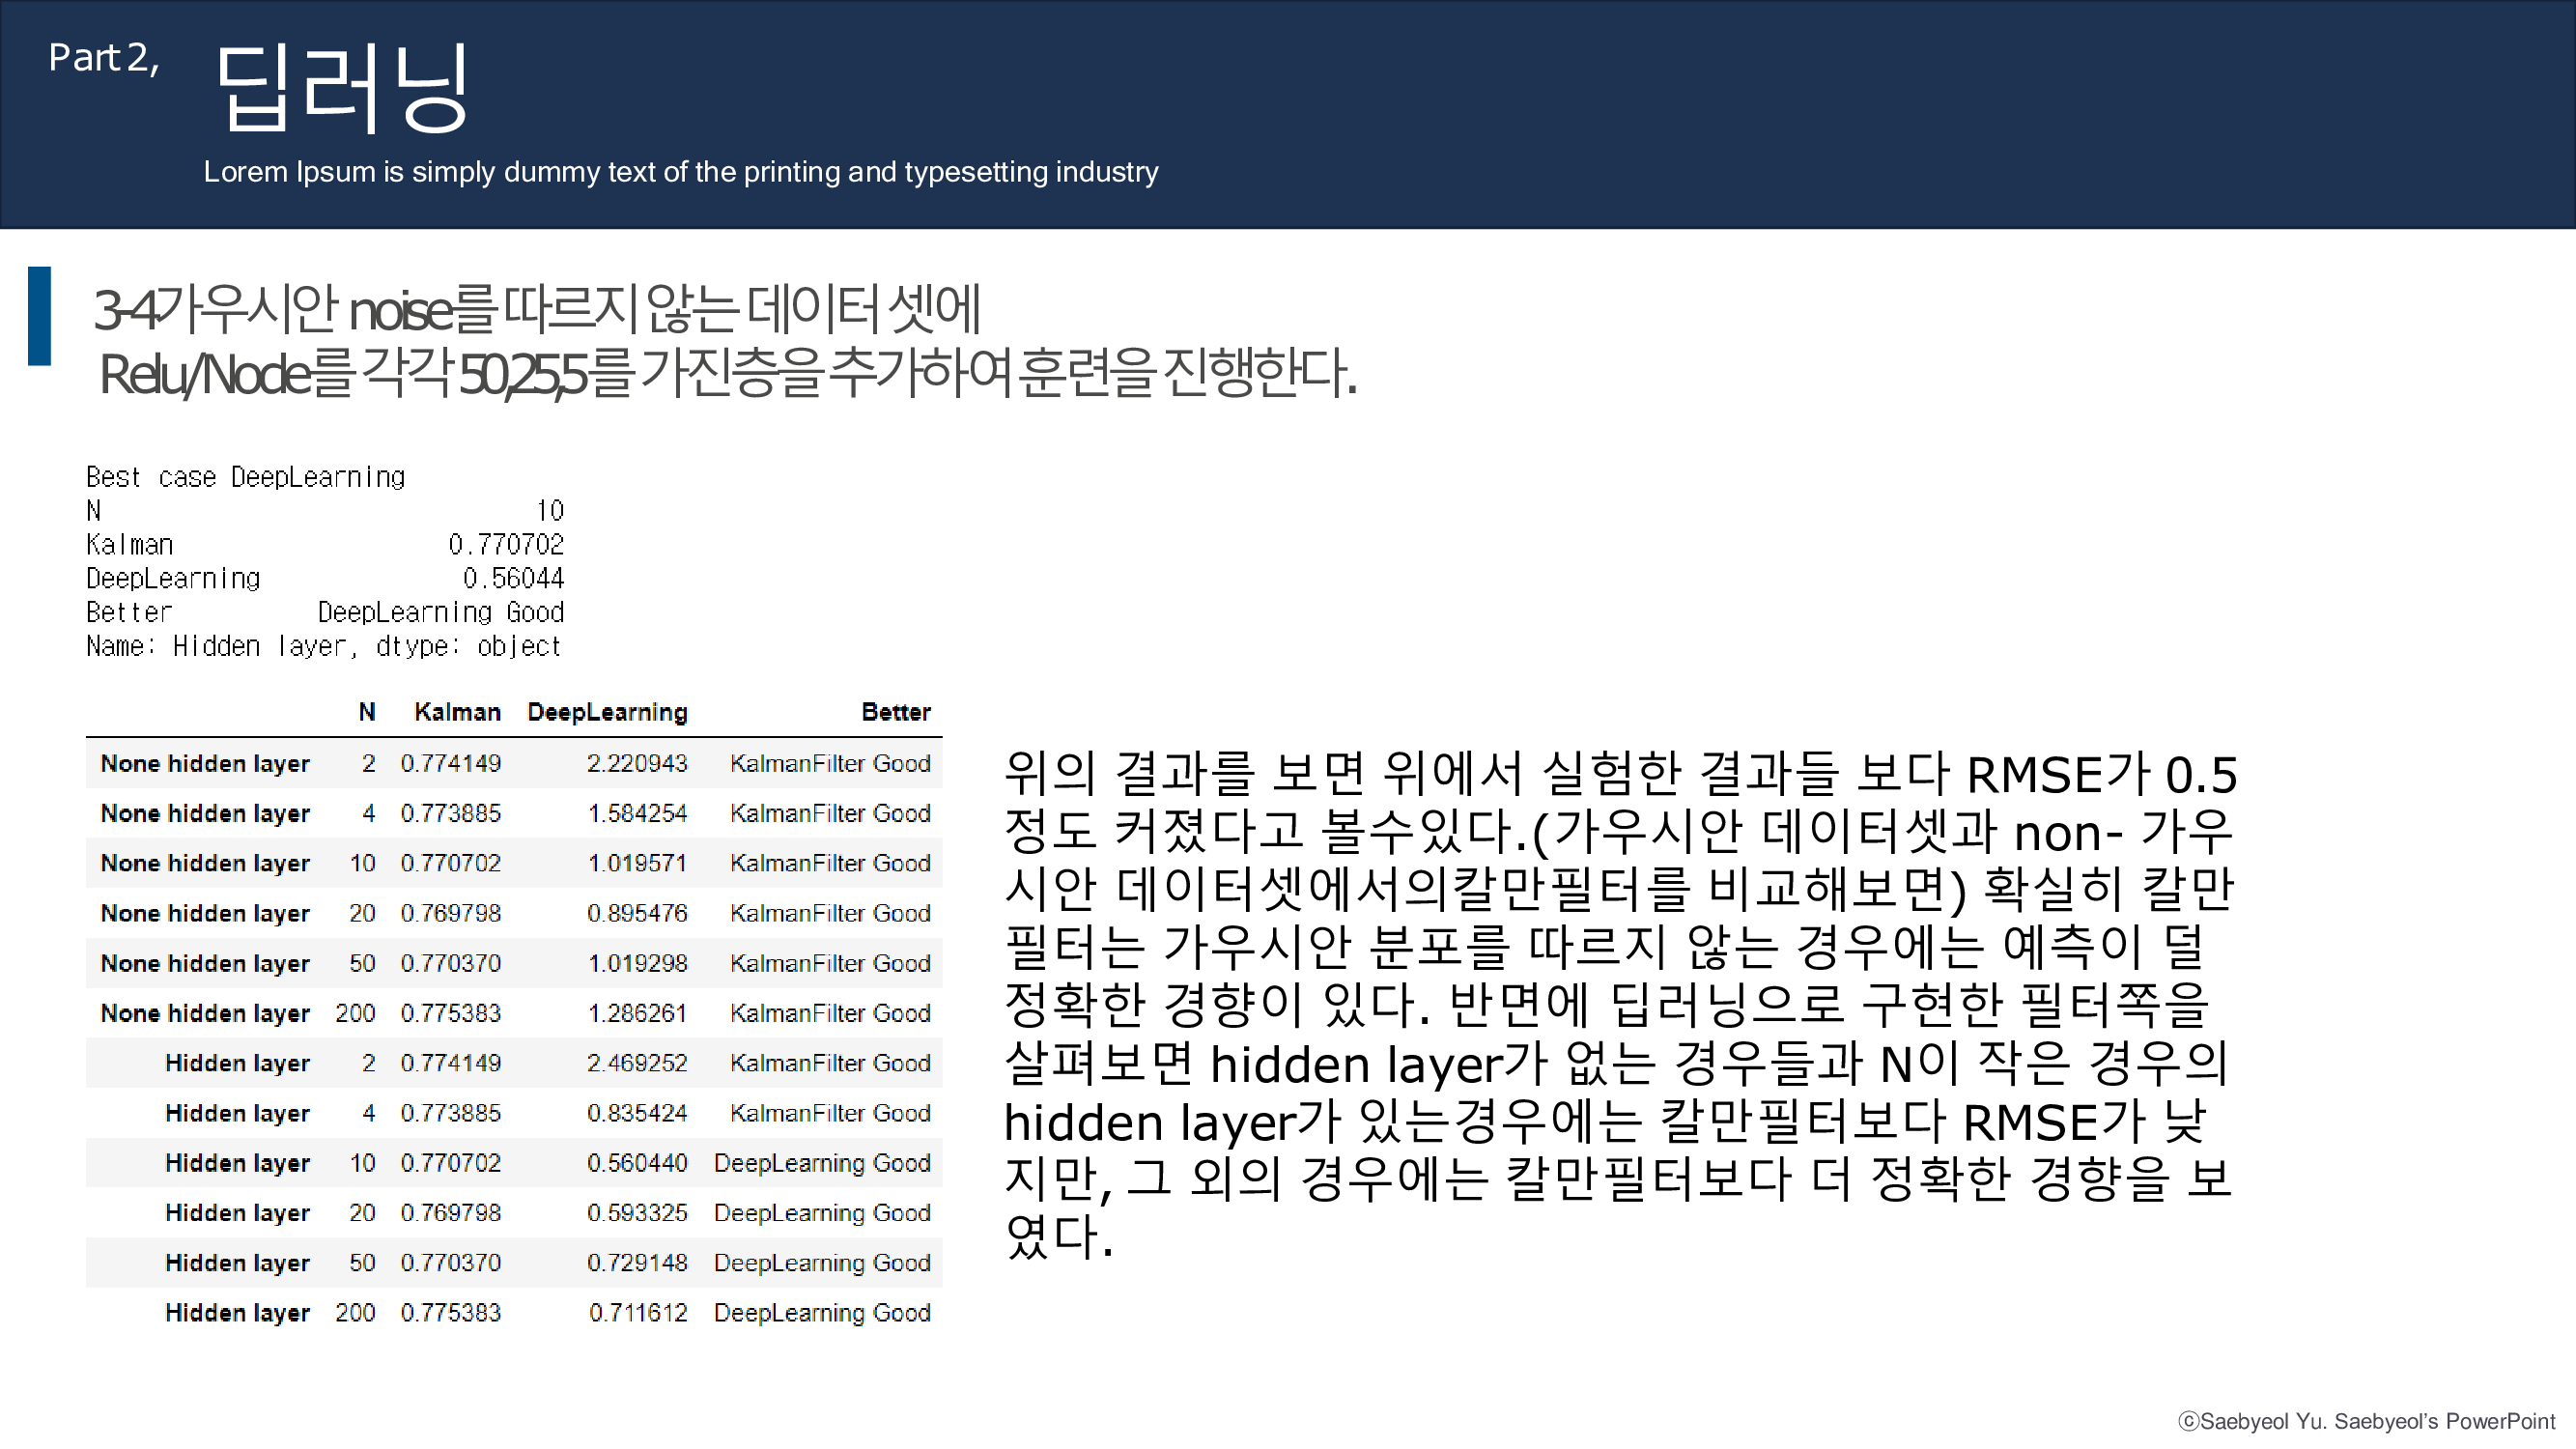 Part 2,
딥러닝
Lorem Ipsum is simply dummy text of the printing and typesetting industry
3-4가우시안 noise를 따르지 않는 데이터 셋에
Relu/Node를 각각 50,25,5를 가진층을 추가하여 훈련을 진행한다.
Best case DeepLearning
N 10
Kalman 0.770702
DeepLearning 0.56044
Better DeepLearning Good
Name: Hidden layer, dtype: object
N Kalman DeepLearning Better
None hidden layer 2 0.774149 2.220943 KalmanFilter Good
None hidden layer 4 0.773885 1.584254 KalmanFilter Good
None hidden layer 10 0.770702 1.019571 KalmanFilter Good
None hidden layer 20 0.769798 0.895476 KalmanFilter Good
None hidden layer 50 0.770370 1.019298 KalmanFilter Good
None hidden layer 200 0.775383 1.286261 KalmanFilter Good
Hidden layer 2 0.774149 2.469252 KalmanFilter Good
Hidden layer 4 0.773885 0.835424 KalmanFilter Good
Hidden layer 10 0.770702 0.560440 DeepLearning Good
Hidden layer 20 0.769798 0.593325 DeepLearning Good
Hidden layer 50 0.770370 0.729148 DeepLearning Good
Hidden layer 200 0.775383 0.711612 DeepLearning Good
위의 결과를 보면 위에서 실험한 결과들 보다 RMSE가 0.5
정도 커졌다고 볼수있다.(가우시안 데이터셋과 non- 가우
시안 데이터셋에서의칼만필터를 비교해보면) 확실히 칼만
필터는 가우시안 분포를 따르지 않는 경우에는 예측이 덜
정확한 경향이 있다. 반면에 딥러닝으로 구현한 필터쪽을
살펴보면 hidden layer가 없는 경우들과 N이 작은 경우의
hidden layer가 있는경우에는 칼만필터보다 RMSE가 낮
지만, 그 외의 경우에는 칼만필터보다 더 정확한 경향을 보
였다.
ⓒSaebyeol Yu. Saebyeol’s PowerPoint